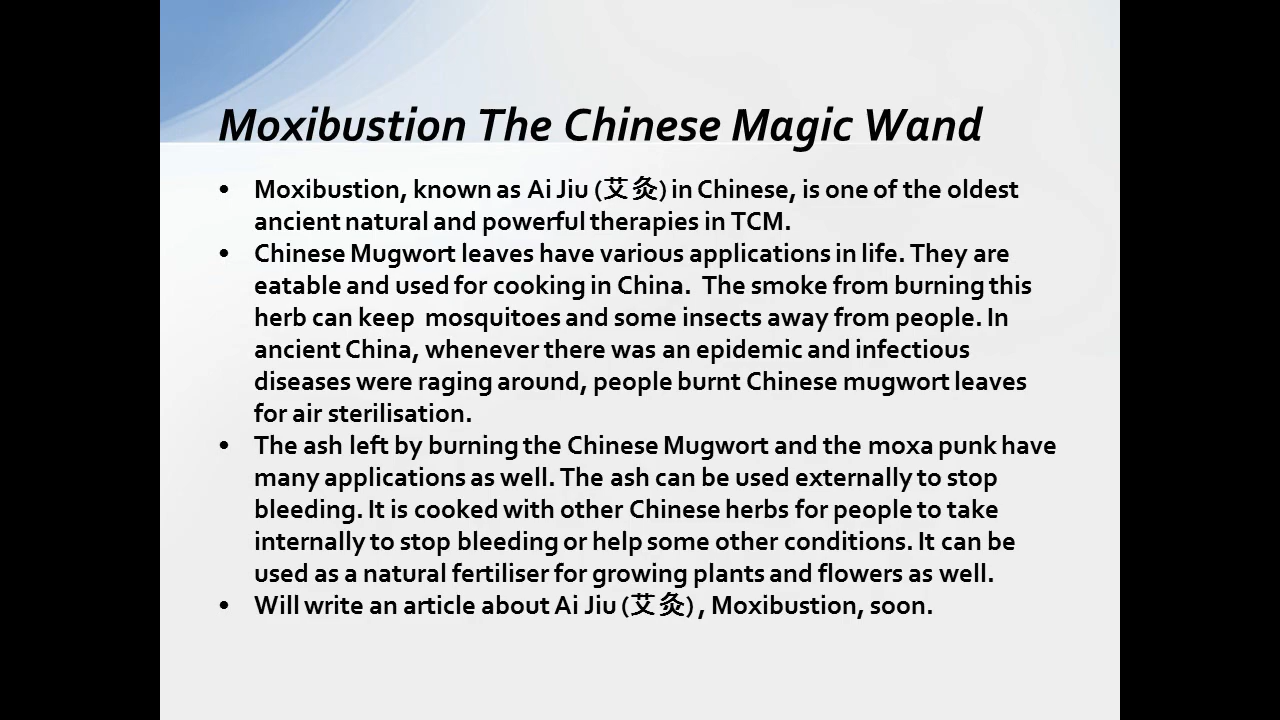 Moxibustion The Chinese Magic Wand
• Moxibustion, known as Ai Jiu (艾灸) in Chinese, is one of the oldest
ancient natural and powerful therapies in TCM.
• Chinese Mugwort leaves have various applications in life. They are
eatable and used for cooking in China. The smoke from burning this
herb can keep mosquitoes and some insects away from people. In
ancient China, whenever there was an epidemic and infectious
diseases were raging around, people burnt Chinese mugwort leaves
for air sterilisation.
• The ash left by burning the Chinese Mugwort and the moxa punk have
many applications as well. The ash can be used externally to stop
bleeding. It is cooked with other Chinese herbs for people to take
internally to stop bleeding or help some other conditions. It can be
used as a natural fertiliser for growing plants and flowers as well.
• Will write an article about Ai Jiu (艾灸) , Moxibustion, soon.